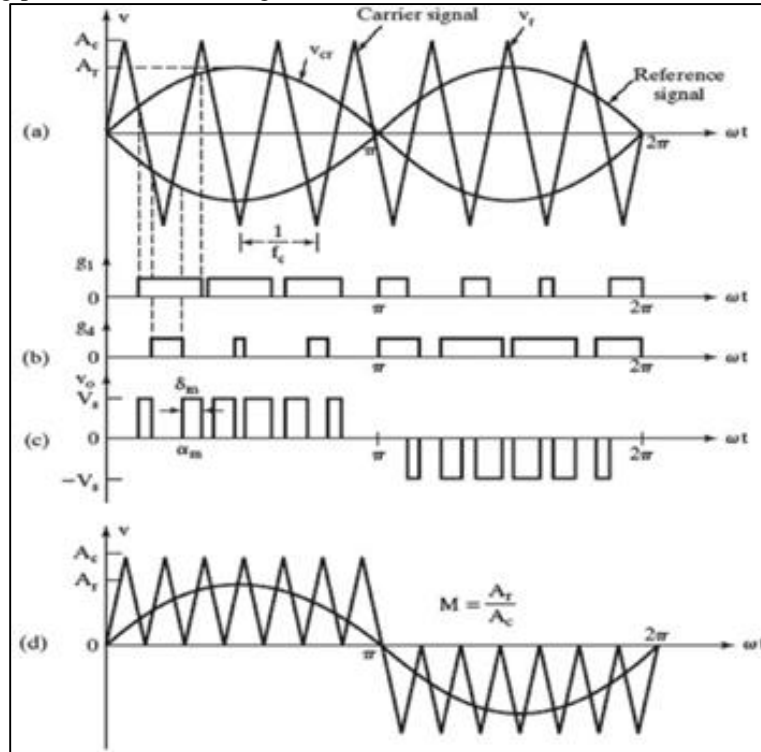 v
Carrier signal
v_r
A_c
v_cr
A_r
Reference
signal
(a)
π
2π
ωt
1
f_c
g_1
0
π
2π
ωt
g_4
(b)
0
π
2π
ωt
v_o
V_s
δ_m
(c)
0
α_m
π
2π
ωt
−V_s
v
A_c
A_r
M = A_r
A_c
2π
(d)
0
π
ωt